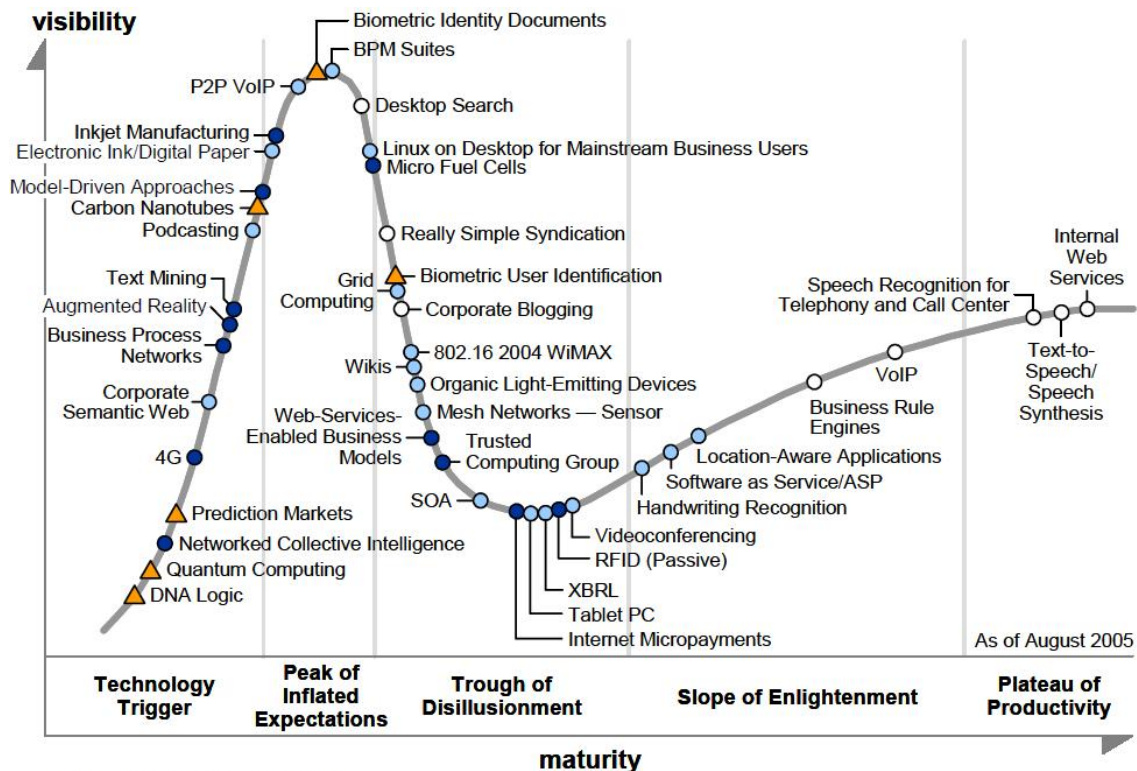 visibility
Biometric Identity Documents
BPM Suites
P2P VoIP
Desktop Search
Inkjet Manufacturing
Electronic Ink/Digital Paper
Linux on Desktop for Mainstream Business Users
Micro Fuel Cells
Model-Driven Approaches
Carbon Nanotubes
Podcasting
Really Simple Syndication
Text Mining
Augmented Reality
Business Process
Networks
Biometric User Identification
Grid
Computing
Corporate Blogging
802.16 2004 WiMAX
Wikis
Organic Light-Emitting Devices
Corporate
Semantic Web
Mesh Networks — Sensor
Web-Services-
Enabled Business
Models
Trusted
Computing Group
4G
SOA
Prediction Markets
Networked Collective Intelligence
Quantum Computing
DNA Logic
Videoconferencing
RFID (Passive)
XBRL
Tablet PC
Internet Micropayments
Location-Aware Applications
Software as Service/ASP
Handwriting Recognition
Business Rule
Engines
VoIP
Speech Recognition for
Telephony and Call Center
Internal
Web
Services
Text-to-
Speech/
Speech
Synthesis
As of August 2005
Technology
Trigger
Peak of
Inflated
Expectations
Trough of
Disillusionment
Slope of Enlightenment
Plateau of
Productivity
maturity